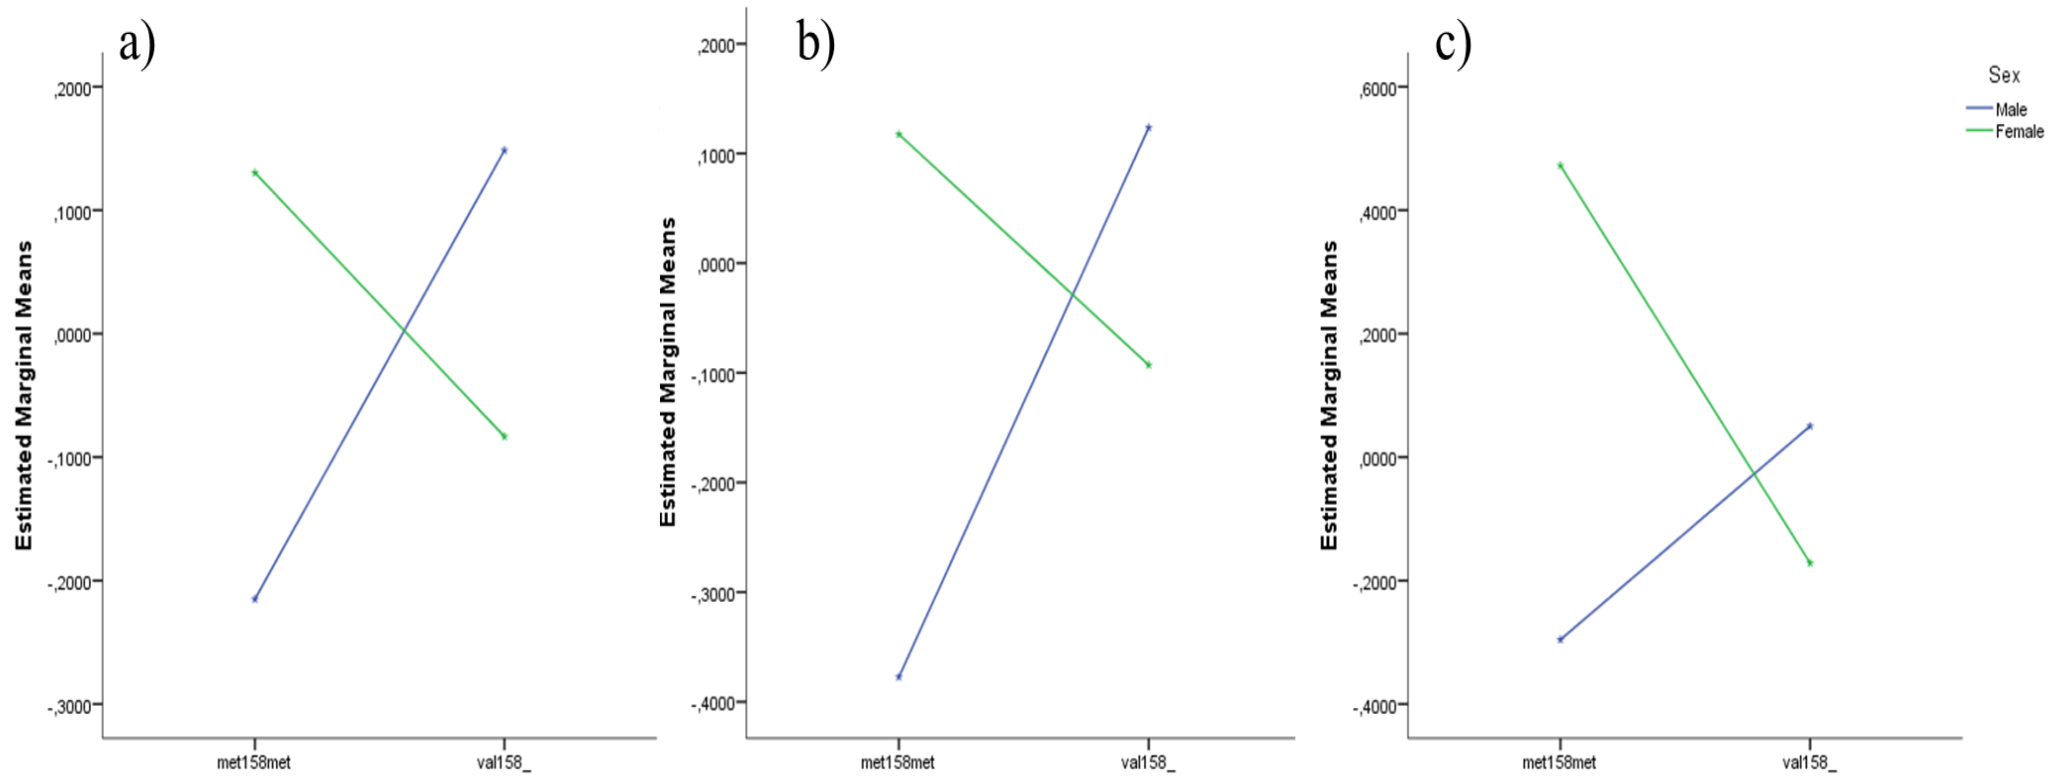 a)
,2000
,1000
,0000
-,1000
-,2000
-,3000
Estimated Marginal Means
met158met
val158_
b)
,2000
,1000
,0000
-,1000
-,2000
-,3000
-,4000
Estimated Marginal Means
met158met
val158_
c)
,6000
,4000
,2000
,0000
-,2000
-,4000
Estimated Marginal Means
met158met
val158_
Sex
Male
Female